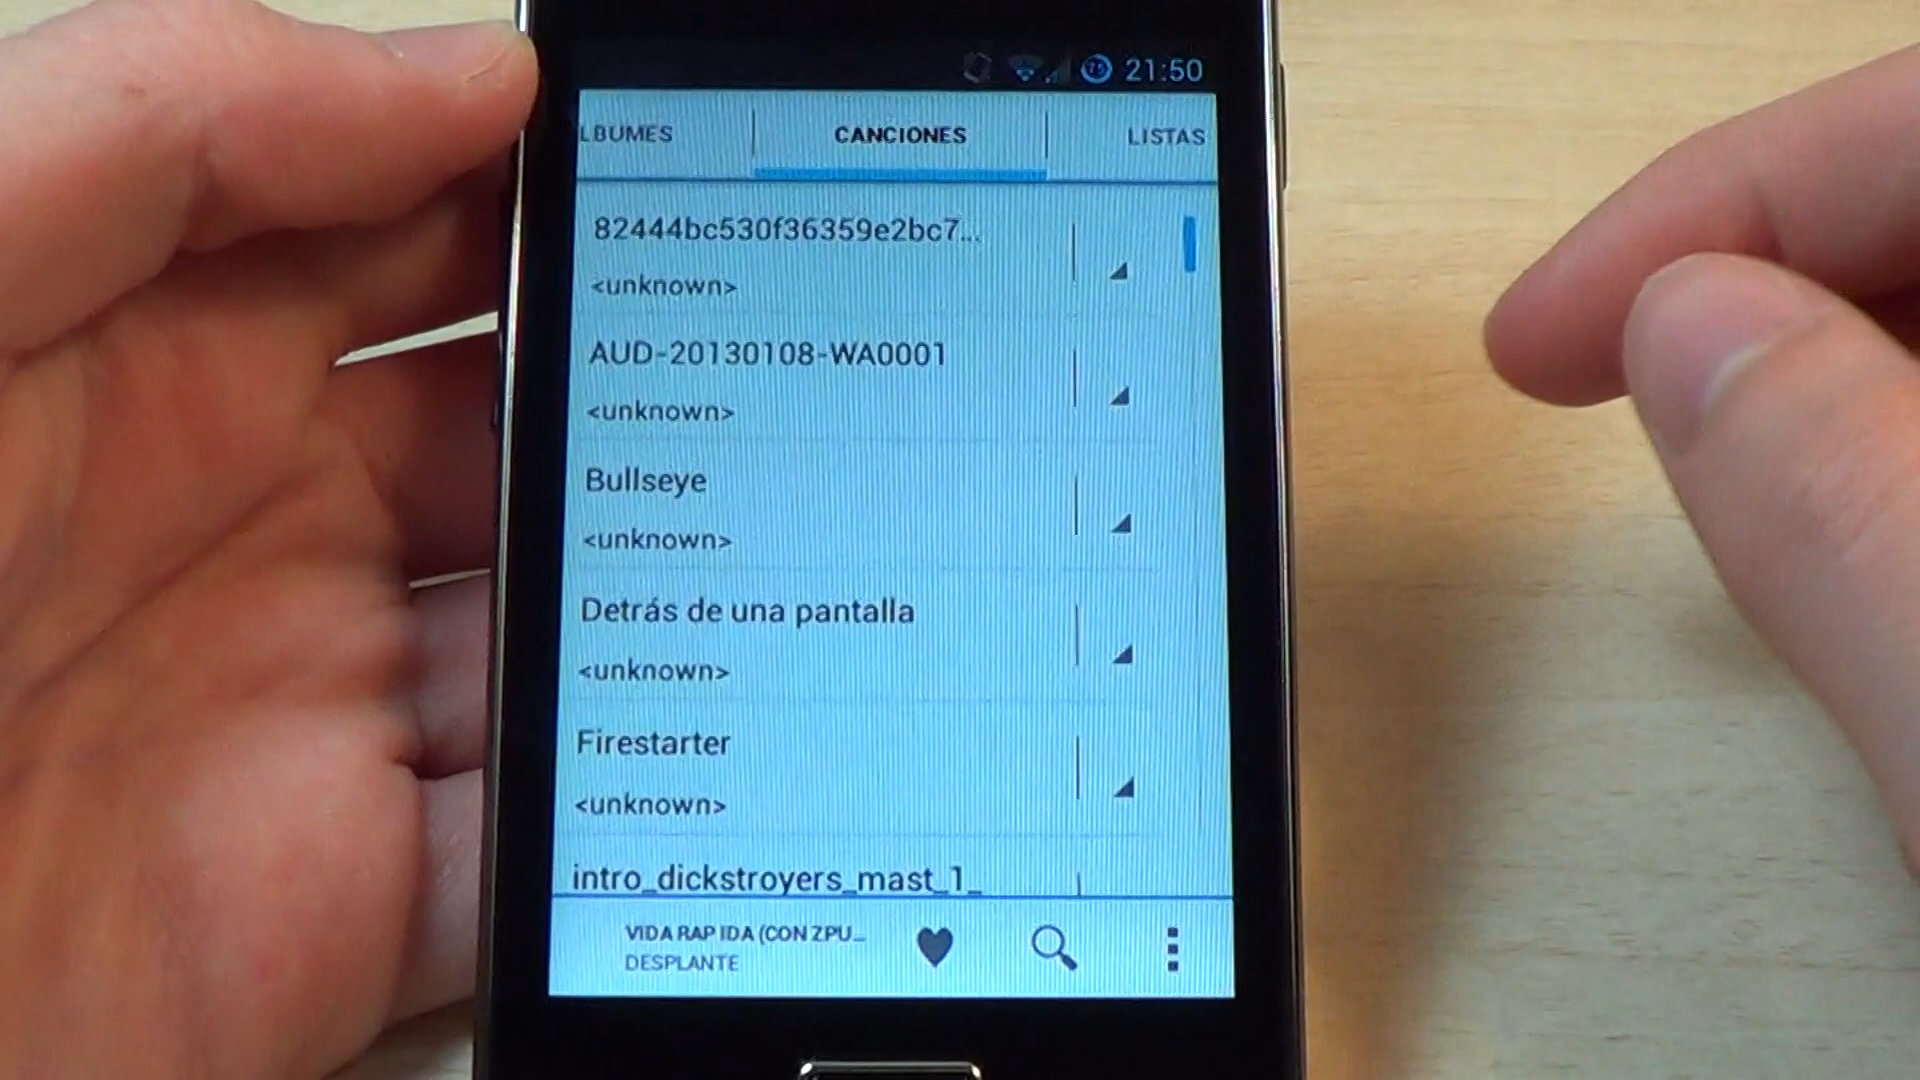 75 21:50
LBUMES CANCIONES LISTAS
82444bc530f36359e2bc7...
<unknown>
AUD-20130108-WA0001
<unknown>
Bullseye
<unknown>
Detrás de una pantalla
<unknown>
Firestarter
<unknown>
intro_dickstroyers_mast_1_
VIDA RAP IDA (CON ZPU...
DESPLANTE